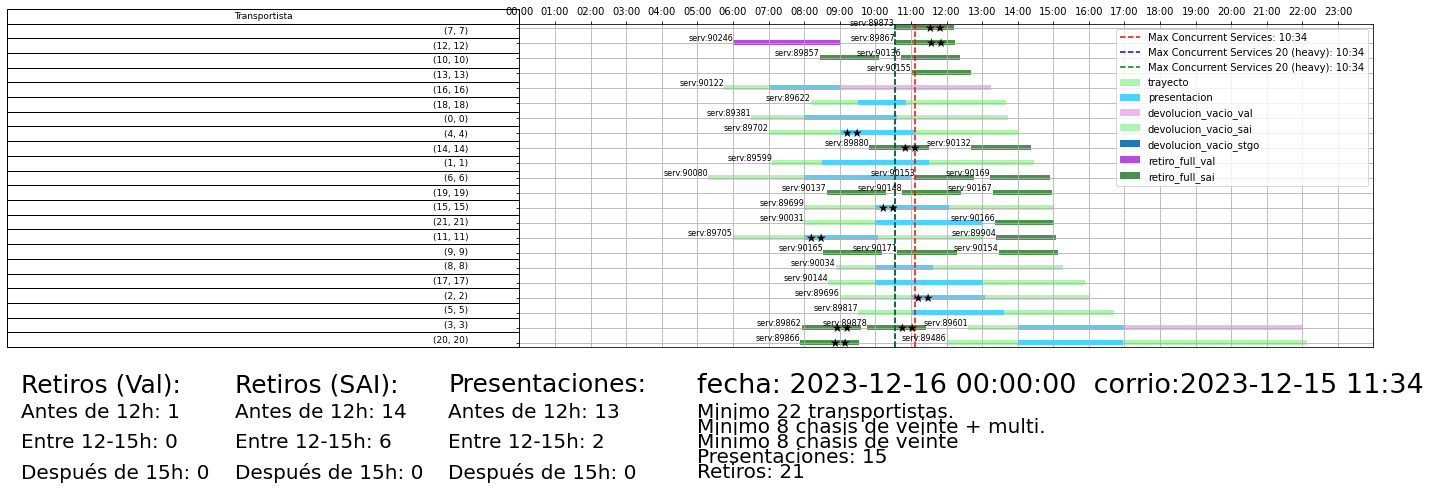 Transportista
00:00 01:00 02:00 03:00 04:00 05:00 06:00 07:00 08:00 09:00 10:00 11:00 12:00 13:00 14:00 15:00 16:00 17:00 18:00 19:00 20:00 21:00 22:00 23:00
(7, 7) serv:89873
(12, 12) serv:90246 serv:89867
(10, 10) serv:89857 serv:90136
(13, 13) serv:90155
(16, 16) serv:90122
(18, 18) serv:89622
(0, 0) serv:89381
(4, 4) serv:89702
(14, 14) serv:89880 serv:90132
(1, 1) serv:89599
(6, 6) serv:90080 serv:90153 serv:90169
(19, 19) serv:90137 serv:90148 serv:90167
(15, 15) serv:89699
(21, 21) serv:90031 serv:90166
(11, 11) serv:89705 serv:89904
(9, 9) serv:90165 serv:90171 serv:90154
(8, 8) serv:90034
(17, 17) serv:90144
(2, 2) serv:89696
(5, 5) serv:89817
(3, 3) serv:89862 serv:89878 serv:89601
(20, 20) serv:89866 serv:89486
Max Concurrent Services: 10:34
Max Concurrent Services 20 (heavy): 10:34
Max Concurrent Services 20 (heavy): 10:34
trayecto
presentacion
devolucion_vacio_val
devolucion_vacio_sai
devolucion_vacio_stgo
retiro_full_val
retiro_full_sai
Retiros (Val):
Antes de 12h: 1
Entre 12-15h: 0
Después de 15h: 0
Retiros (SAI):
Antes de 12h: 14
Entre 12-15h: 6
Después de 15h: 0
Presentaciones:
Antes de 12h: 13
Entre 12-15h: 2
Después de 15h: 0
fecha: 2023-12-16 00:00:00 corrio:2023-12-15 11:34
Minimo 22 transportistas.
Minimo 8 chasis de veinte + multi.
Minimo 8 chasis de veinte
Presentaciones: 15
Retiros: 21